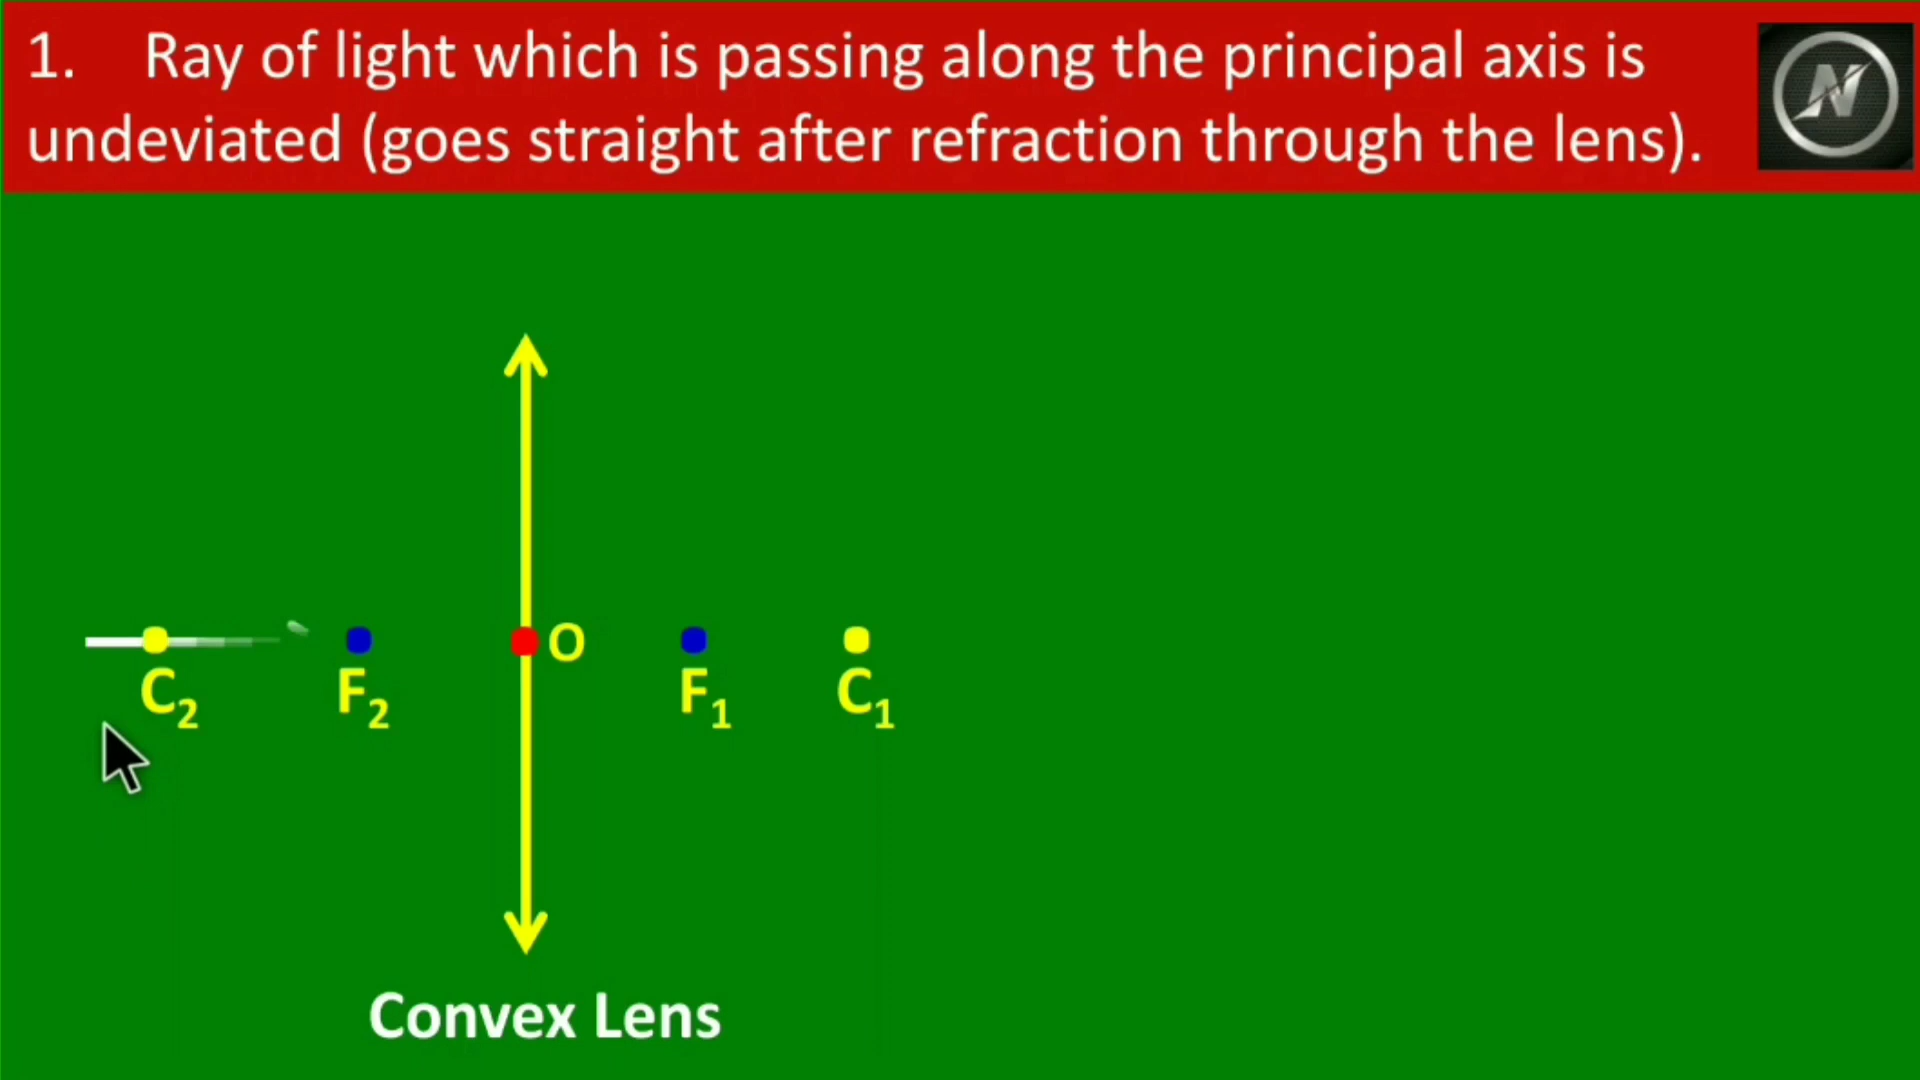 1. Ray of light which is passing along the principal axis is
undeviated (goes straight after refraction through the lens).
N
O
C₂ F₂ F₁ C₁
Convex Lens